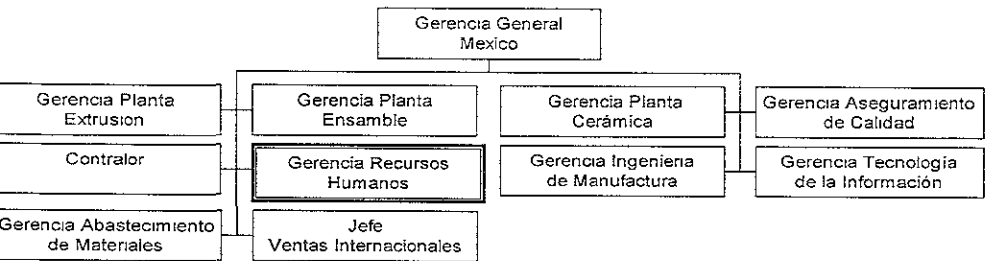 Gerencia General
Mexico
Gerencia Planta
Extrusion
Gerencia Planta
Ensamble
Gerencia Planta
Cerámica
Gerencia Aseguramiento
de Calidad
Contralor
Gerencia Recursos
Humanos
Gerencia Ingenieria
de Manufactura
Gerencia Tecnología
de la Información
Gerencia Abastecimiento
de Materiales
Jefe
Ventas Internacionales